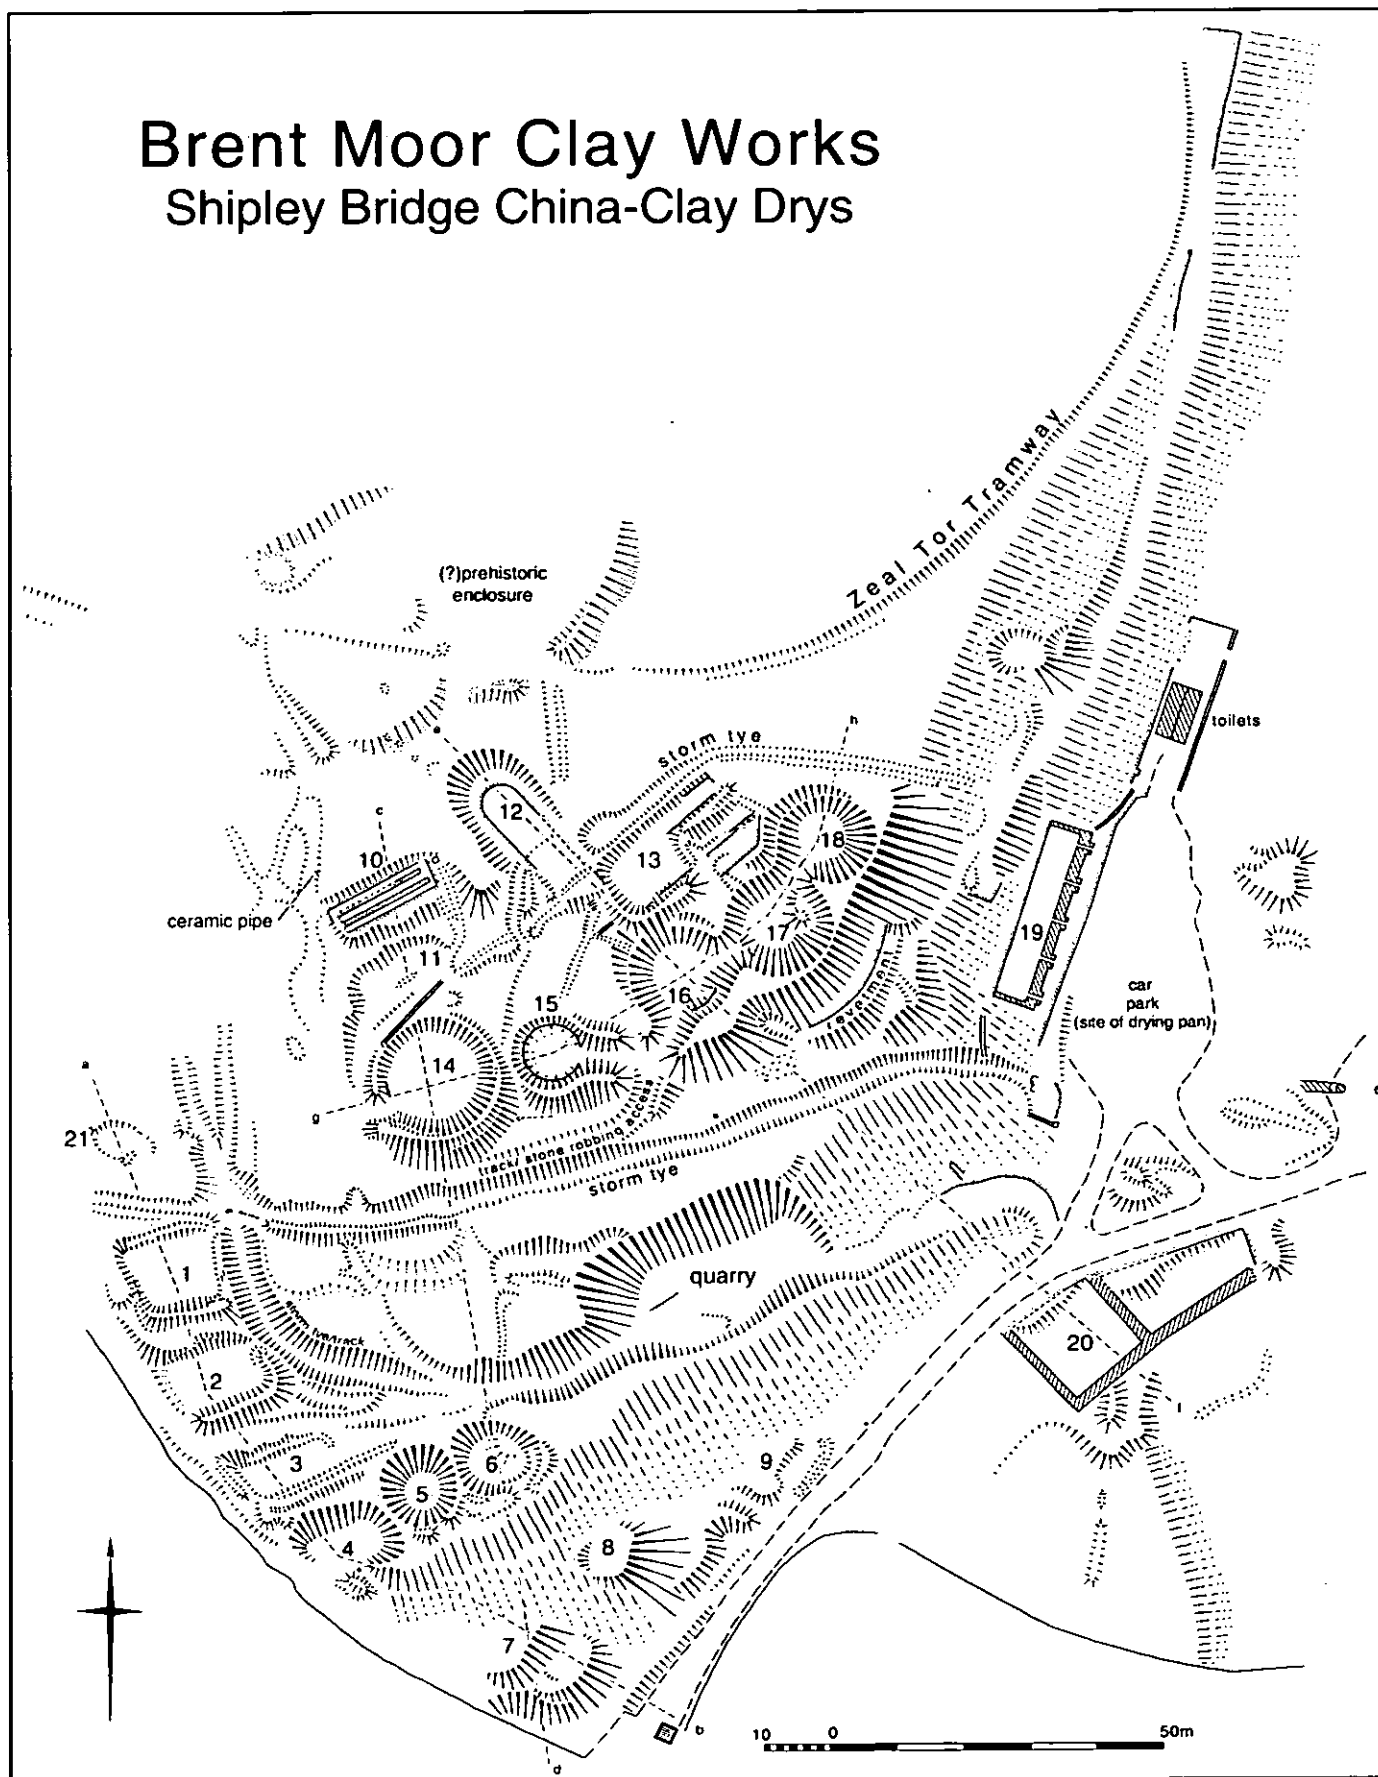 Brent Moor Clay Works
Shipley Bridge China-Clay Drys
Zeal Tor Tramway
(?)prehistoric
enclosure
toilets
h
storm tye
c
12
10
13
18
ceramic pipe
17
19
11
16
revetment
car
park
(site of drying pan)
15
a
14
g
e
21
track/ stone robbing access
storm tye
1
quarry
track
20
2
f
3
6
9
5
4
8
7
b
10 0 50m
d